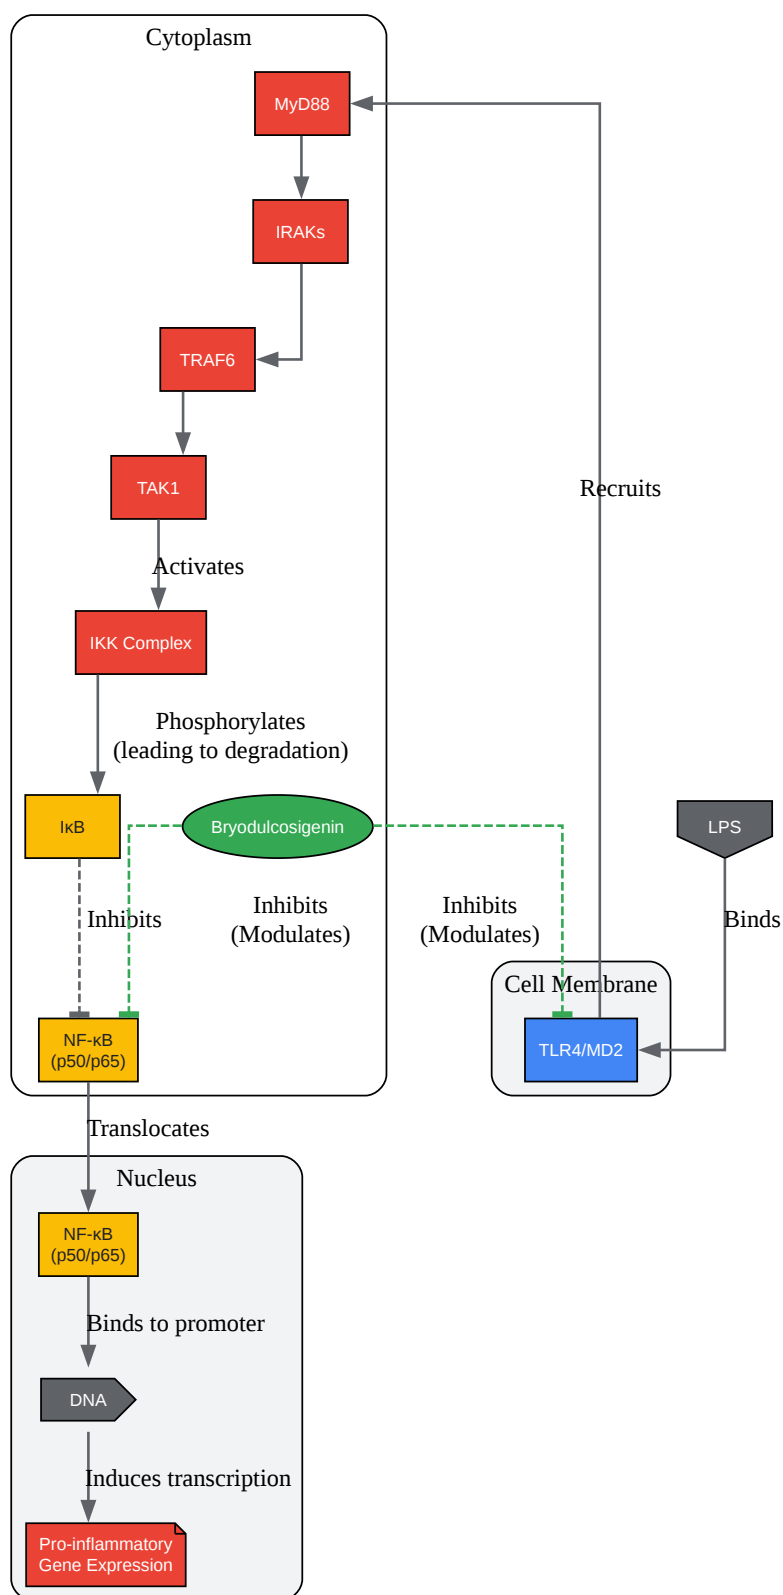 Cytoplasm
MyD88
IRAKs
TRAF6
TAK1
Recruits
Activates
IKK Complex
Phosphorylates
(leading to degradation)
IκB
Bryodulcosigenin
LPS
Inhibits
Inhibits
(Modulates)
Inhibits
(Modulates)
Binds
Cell Membrane
NF-κB
(p50/p65)
TLR4/MD2
Translocates
Nucleus
NF-κB
(p50/p65)
Binds to promoter
DNA
Induces transcription
Pro-inflammatory
Gene Expression